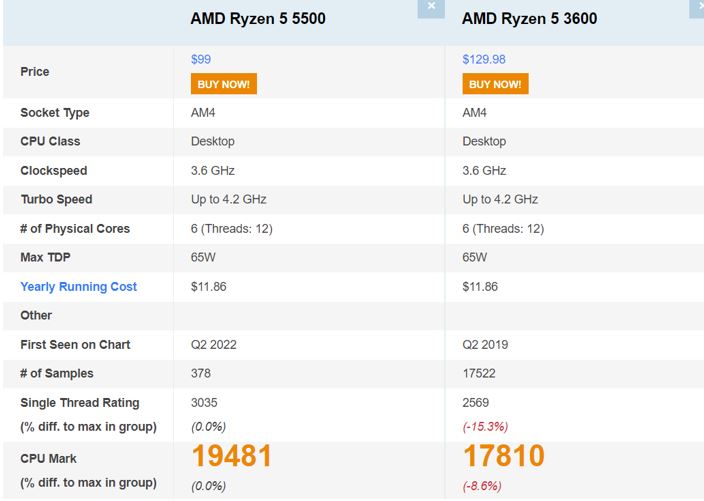 AMD Ryzen 5 5500 × AMD Ryzen 5 3600 ×
Price $99 $129.98
BUY NOW! BUY NOW!
Socket Type AM4 AM4
CPU Class Desktop Desktop
Clockspeed 3.6 GHz 3.6 GHz
Turbo Speed Up to 4.2 GHz Up to 4.2 GHz
# of Physical Cores 6 (Threads: 12) 6 (Threads: 12)
Max TDP 65W 65W
Yearly Running Cost $11.86 $11.86
Other
First Seen on Chart Q2 2022 Q2 2019
# of Samples 378 17522
Single Thread Rating 3035 2569
(% diff. to max in group) (0.0%) (-15.3%)
CPU Mark 19481 17810
(% diff. to max in group) (0.0%) (-8.6%)